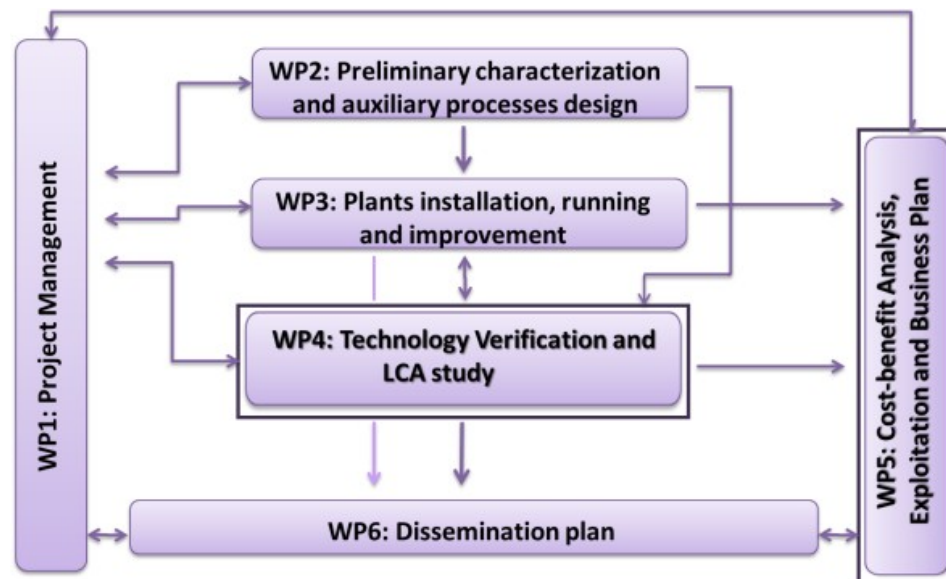 WP1: Project Management
WP2: Preliminary characterization
and auxiliary processes design
WP3: Plants installation, running
and improvement
WP4: Technology Verification and
LCA study
WP5: Cost-benefit Analysis,
Exploitation and Business Plan
WP6: Dissemination plan